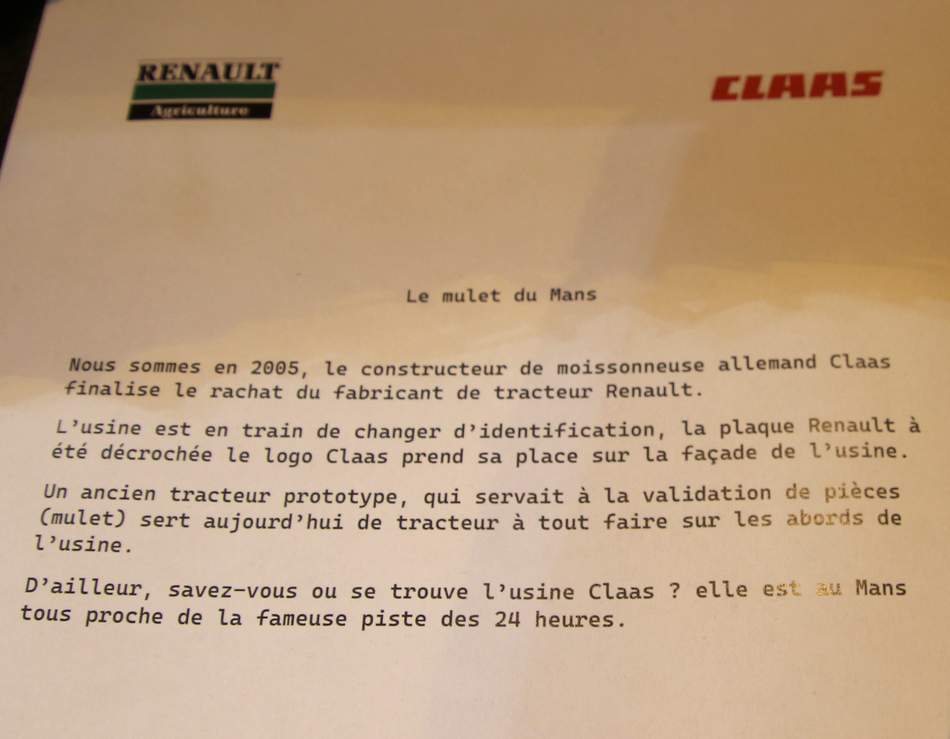 RENAULT
Agriculture
CLAAS
Le mulet du Mans
Nous sommes en 2005, le constructeur de moissonneuse allemand Claas
finalise le rachat du fabricant de tracteur Renault.
L'usine est en train de changer d'identification, la plaque Renault à
été décrochée le logo Claas prend sa place sur la façade de l'usine.
Un ancien tracteur prototype, qui servait à la validation de pièces
(mulet) sert aujourd'hui de tracteur à tout faire sur les abords de
l'usine.
D'ailleur, savez-vous ou se trouve l'usine Claas ? elle est au Mans
tous proche de la fameuse piste des 24 heures.